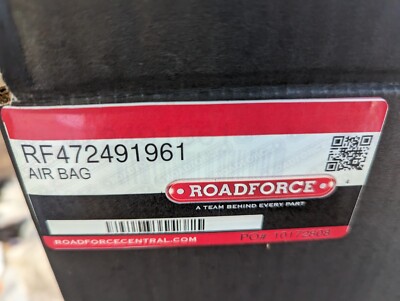 RF472491961
AIR BAG
ROADFORCE
A TEAM BEHIND EVERY PART
ROADFORCECENTRAL.COM